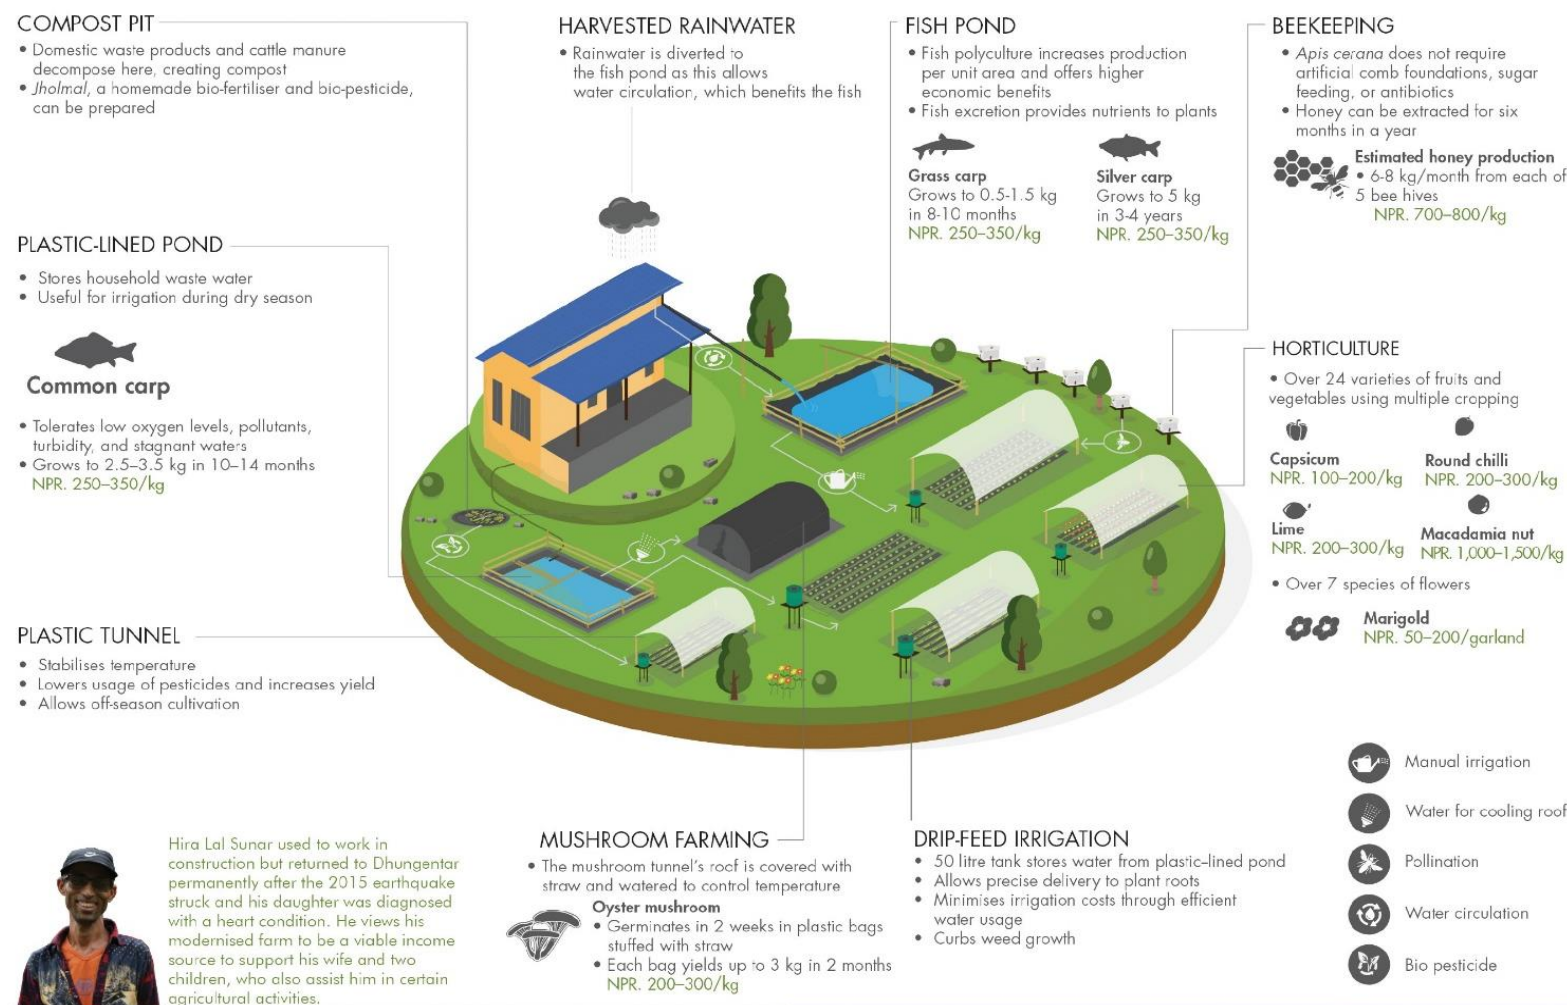 COMPOST PIT
• Domestic waste products and cattle manure
decompose here, creating compost
• Jholmal, a homemade bio-fertiliser and bio-pesticide,
can be prepared
HARVESTED RAINWATER
• Rainwater is diverted to
the fish pond as this allows
water circulation, which benefits the fish
FISH POND
• Fish polyculture increases production
per unit area and offers higher
economic benefits
• Fish excretion provides nutrients to plants
Grass carp
Grows to 0.5-1.5 kg
in 8-10 months
NPR. 250–350/kg
Silver carp
Grows to 5 kg
in 3-4 years
NPR. 250–350/kg
BEEKEEPING
• Apis cerana does not require
artificial comb foundations, sugar
feeding, or antibiotics
• Honey can be extracted for six
months in a year
Estimated honey production
• 6-8 kg/month from each of
5 bee hives
NPR. 700–800/kg
PLASTIC-LINED POND
• Stores household waste water
• Useful for irrigation during dry season
Common carp
• Tolerates low oxygen levels, pollutants,
turbidity, and stagnant waters
• Grows to 2.5–3.5 kg in 10–14 months
NPR. 250–350/kg
HORTICULTURE
• Over 24 varieties of fruits and
vegetables using multiple cropping
Capsicum
NPR. 100–200/kg
Round chilli
NPR. 200–300/kg
Lime
NPR. 200–300/kg
Macadamia nut
NPR. 1,000–1,500/kg
• Over 7 species of flowers
Marigold
NPR. 50–200/garland
PLASTIC TUNNEL
• Stabilises temperature
• Lowers usage of pesticides and increases yield
• Allows off-season cultivation
Hira Lal Sunar used to work in
construction but returned to Dhungentar
permanently after the 2015 earthquake
struck and his daughter was diagnosed
with a heart condition. He views his
modernised farm to be a viable income
source to support his wife and two
children, who also assist him in certain
agricultural activities.
MUSHROOM FARMING
• The mushroom tunnel's roof is covered with
straw and watered to control temperature
Oyster mushroom
• Germinates in 2 weeks in plastic bags
stuffed with straw
• Each bag yields up to 3 kg in 2 months
NPR. 200–300/kg
DRIP-FEED IRRIGATION
• 50 litre tank stores water from plastic-lined pond
• Allows precise delivery to plant roots
• Minimises irrigation costs through efficient
water usage
• Curbs weed growth
Manual irrigation
Water for cooling roof
Pollination
Water circulation
Bio pesticide